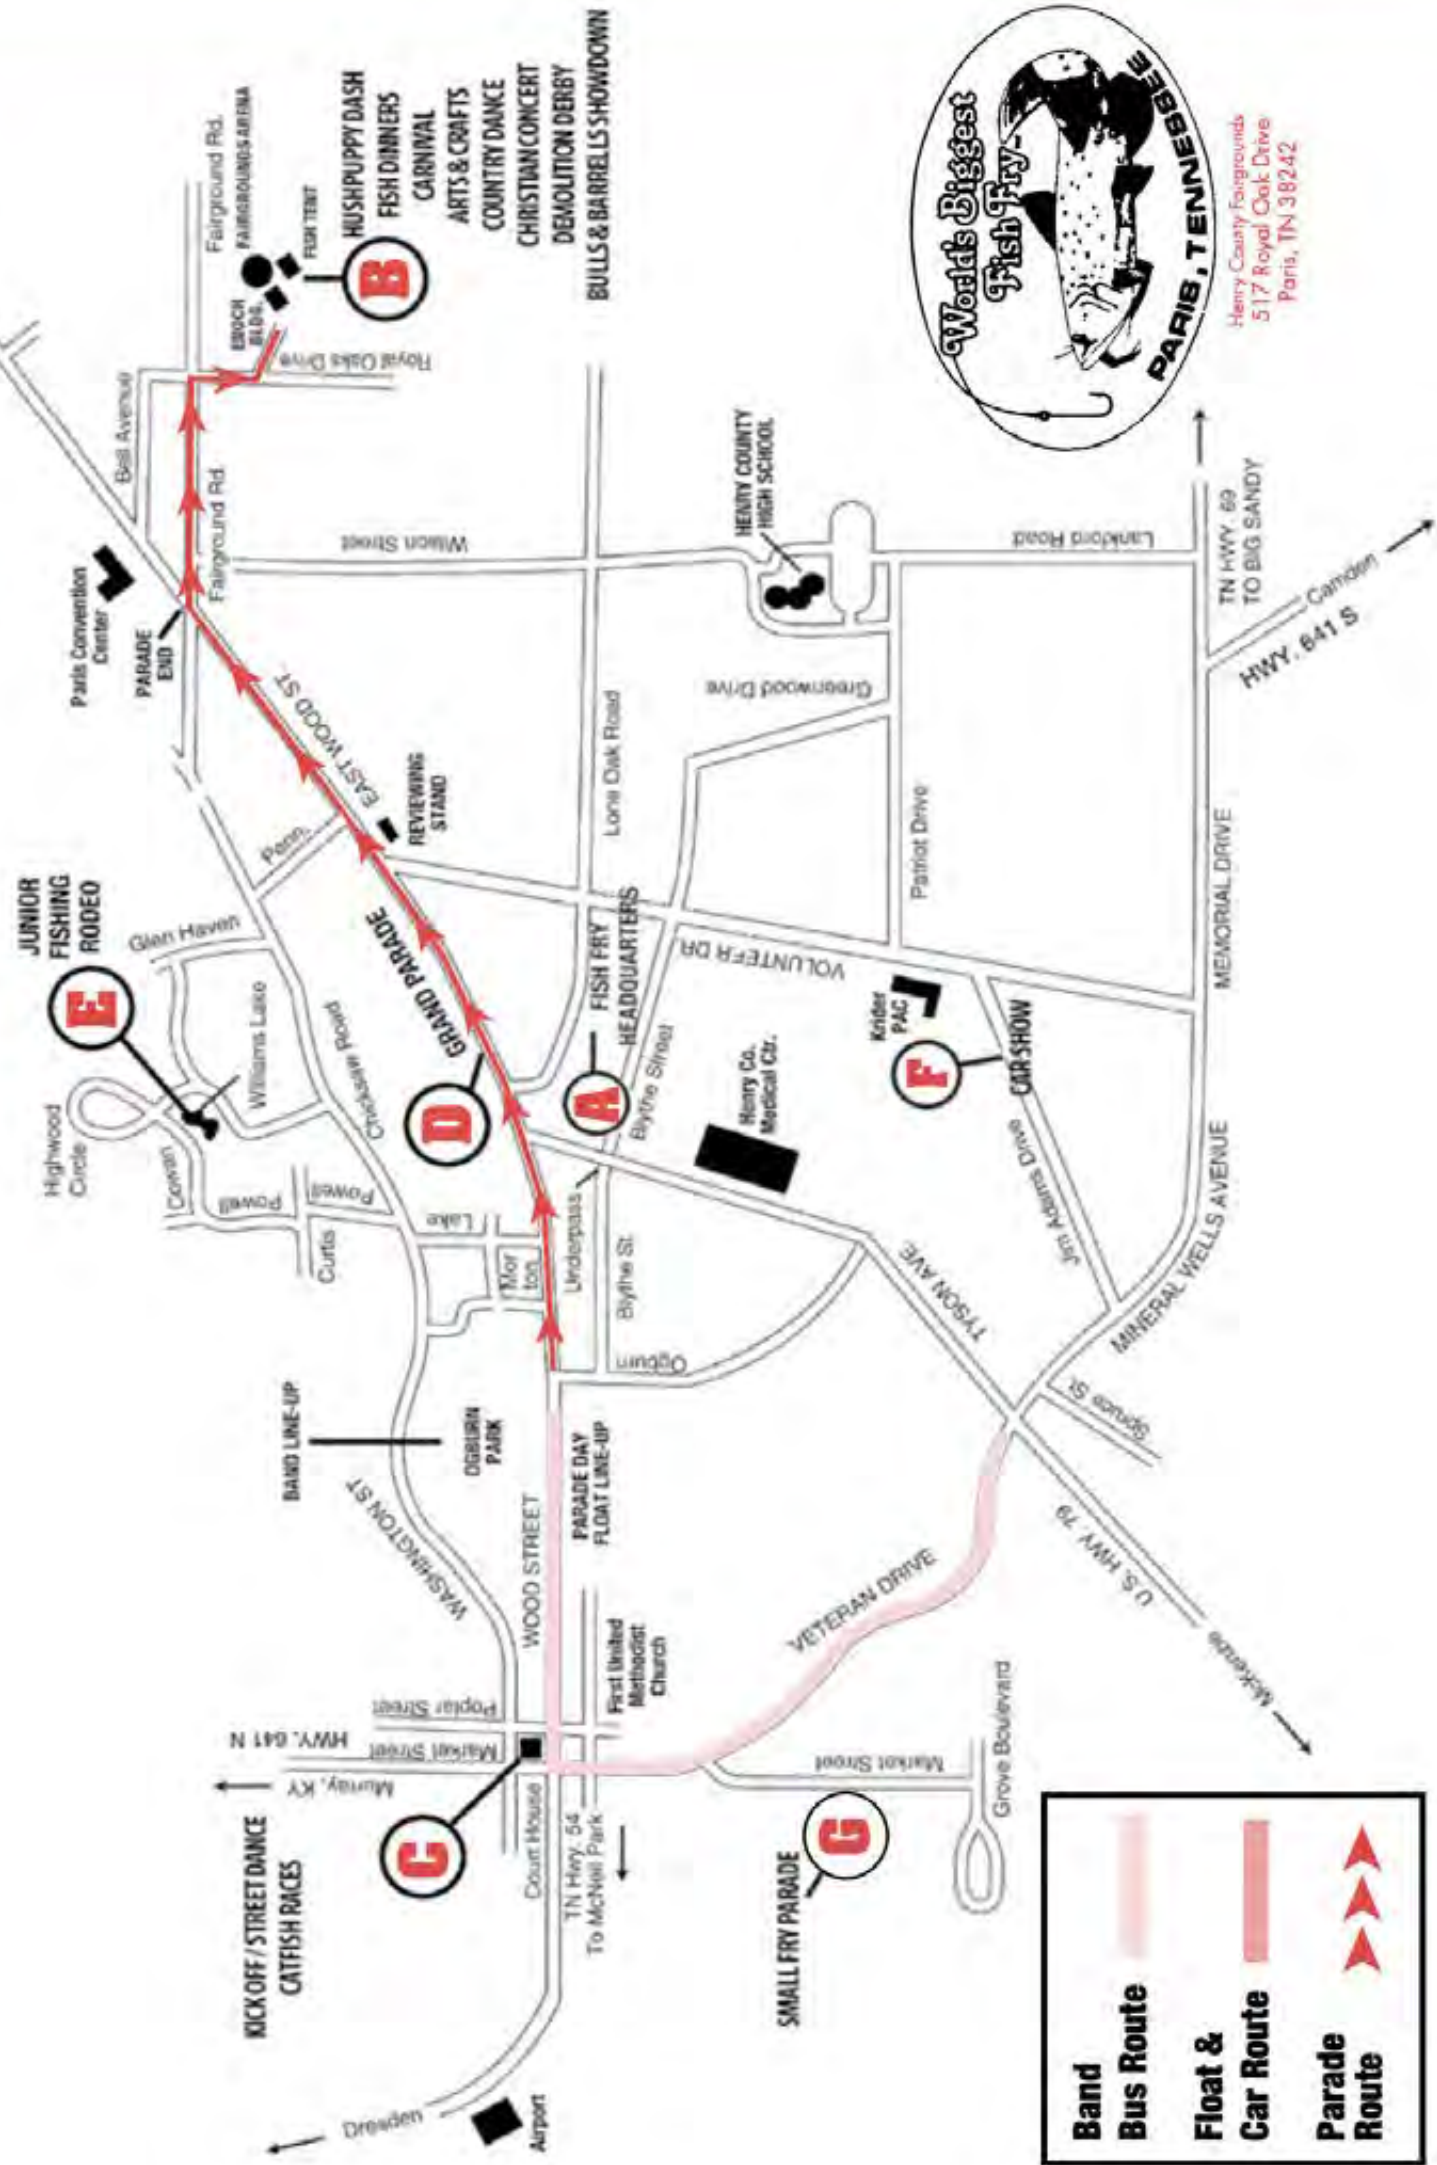 JUNIOR
FISHING
RODEO
E
Highwood
Circle
Cowan
Powell
Powell
Curtis
Lake
Mor
ton
Williams Lake
Glen Haven
Chickasaw Road
Penn.
Paris Convention
Center
PARADE
END
Bell Avenue
Fairground Rd.
Fairground Rd.
FAIRGROUNDS ARENA
ENOCH
BLDG.
FISH TENT
Royal Oaks Drive
B
HUSHPUPPY DASH
FISH DINNERS
CARNIVAL
ARTS & CRAFTS
COUNTRY DANCE
CHRISTIAN CONCERT
DEMOLITION DERBY
BULLS & BARRELS SHOWDOWN
KICK OFF / STREET DANCE
CATFISH RACES
C
HWY. 641 N
Murray, KY
Market Street
Poplar Street
WASHINGTON ST
BAND LINE-UP
OGBURN
PARK
WOOD STREET
PARADE DAY
FLOAT LINE-UP
Court House
TN Hwy. 54
To McNeil Park
First United
Methodist
Church
Dresden
Airport
GRAND PARADE
D
EAST WOOD ST.
REVIEWING
STAND
Wilson Street
Lone Oak Road
A
FISH FRY
HEADQUARTERS
Underpass
Blythe St.
Blythe Street
Ogburn
VOLUNTEER DR
Henry Co.
Medical Ctr.
TYSON AVE.
Greenwood Drive
HENRY COUNTY
HIGH SCHOOL
Patriot Drive
Lankford Road
Krider
PAC
F
CAR SHOW
Jim Adams Drive
MINERAL WELLS AVENUE
MEMORIAL DRIVE
TN HWY. 69
TO BIG SANDY
Camden
HWY. 641 S
Spruce St.
U.S. HWY. 79
McKenzie
VETERAN DRIVE
Market Street
Grove Boulevard
SMALL FRY PARADE
G
World's Biggest
Fish Fry
PARIS, TENNESSEE
Henry County Fairgrounds
517 Royal Oak Drive
Paris, TN 38242
Band
Bus Route
Float &
Car Route
Parade
Route